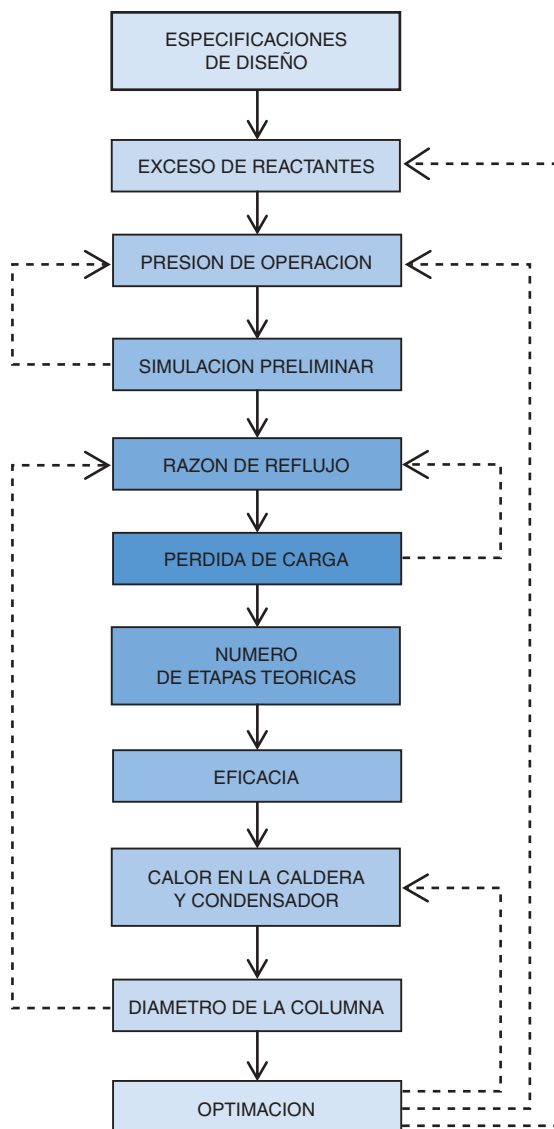 ESPECIFICACIONES
DE DISEÑO
EXCESO DE REACTANTES
PRESION DE OPERACION
SIMULACION PRELIMINAR
RAZON DE REFLUJO
PERDIDA DE CARGA
NUMERO
DE ETAPAS TEORICAS
EFICACIA
CALOR EN LA CALDERA
Y CONDENSADOR
DIAMETRO DE LA COLUMNA
OPTIMACION